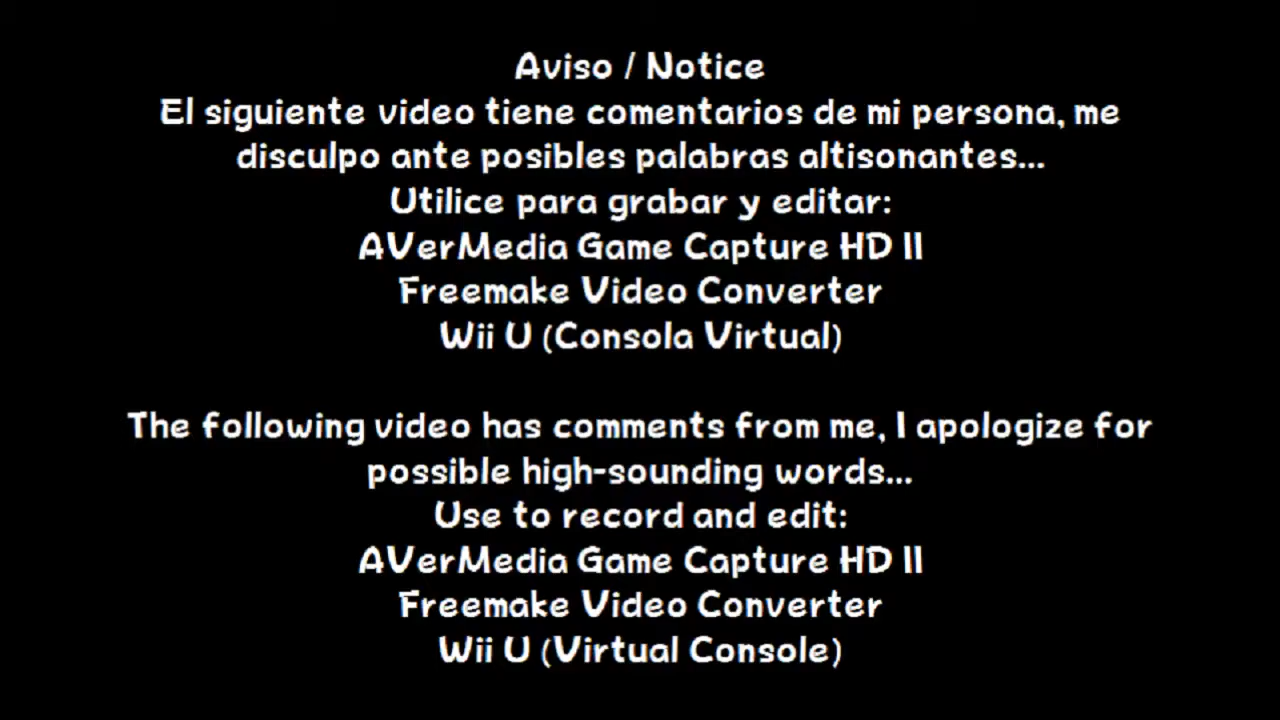 Aviso / Notice
El siguiente video tiene comentarios de mi persona, me
disculpo ante posibles palabras altisonantes...
Utilice para grabar y editar:
AVerMedia Game Capture HD II
Freemake Video Converter
Wii U (Consola Virtual)
The following video has comments from me, I apologize for
possible high-sounding words...
Use to record and edit:
AVerMedia Game Capture HD II
Freemake Video Converter
Wii U (Virtual Console)